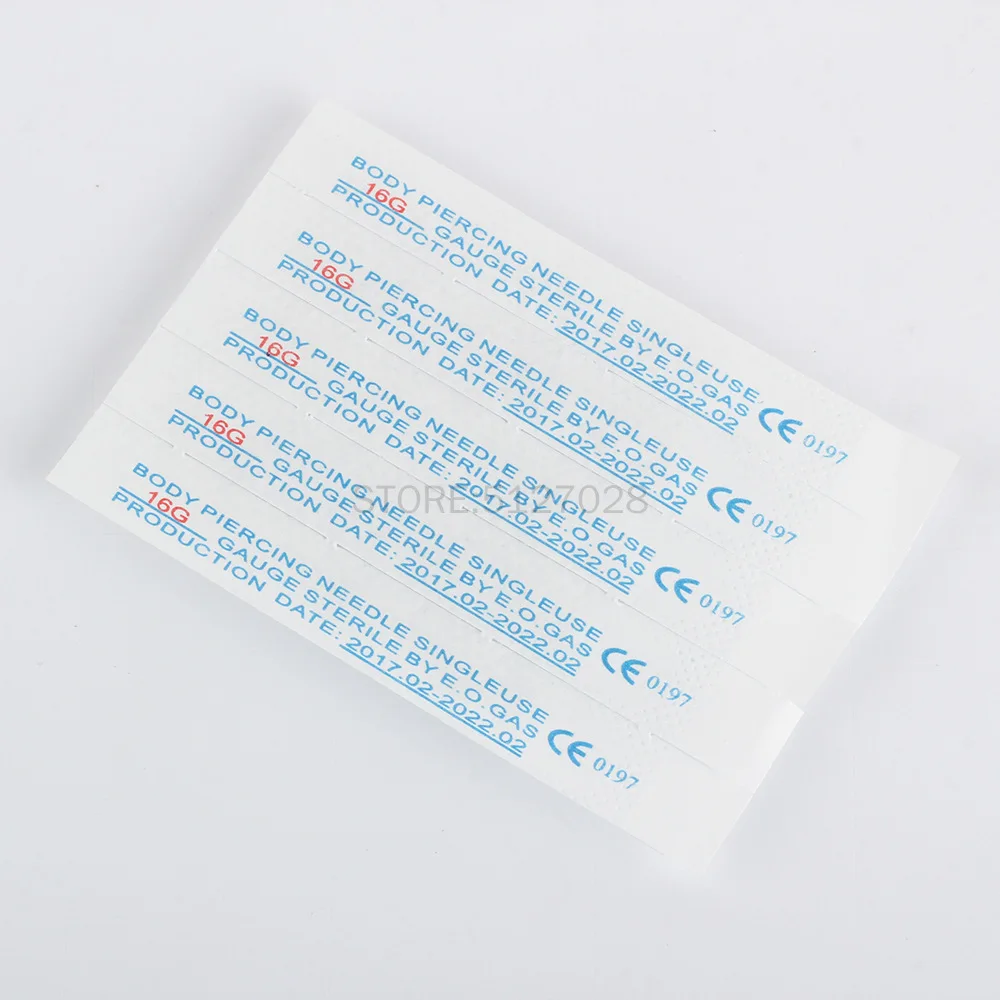 BODY PIERCING NEEDLE SINGLEUSE
16G GAUGE STERILE BY E.O.GAS
PRODUCTION DATE: 2017.02-2022.02
CE 0197
BODY PIERCING NEEDLE SINGLEUSE
16G GAUGE STERILE BY E.O.GAS
PRODUCTION DATE: 2017.02-2022.02
CE 0197
BODY PIERCING NEEDLE SINGLEUSE
16G GAUGE STERILE BY E.O.GAS
PRODUCTION DATE: 2017.02-2022.02
CE 0197
BODY PIERCING NEEDLE SINGLEUSE
16G GAUGE STERILE BY E.O.GAS
PRODUCTION DATE: 2017.02-2022.02
CE 0197
BODY PIERCING NEEDLE SINGLEUSE
16G GAUGE STERILE BY E.O.GAS
PRODUCTION DATE: 2017.02-2022.02
CE 0197
STORE.5127028